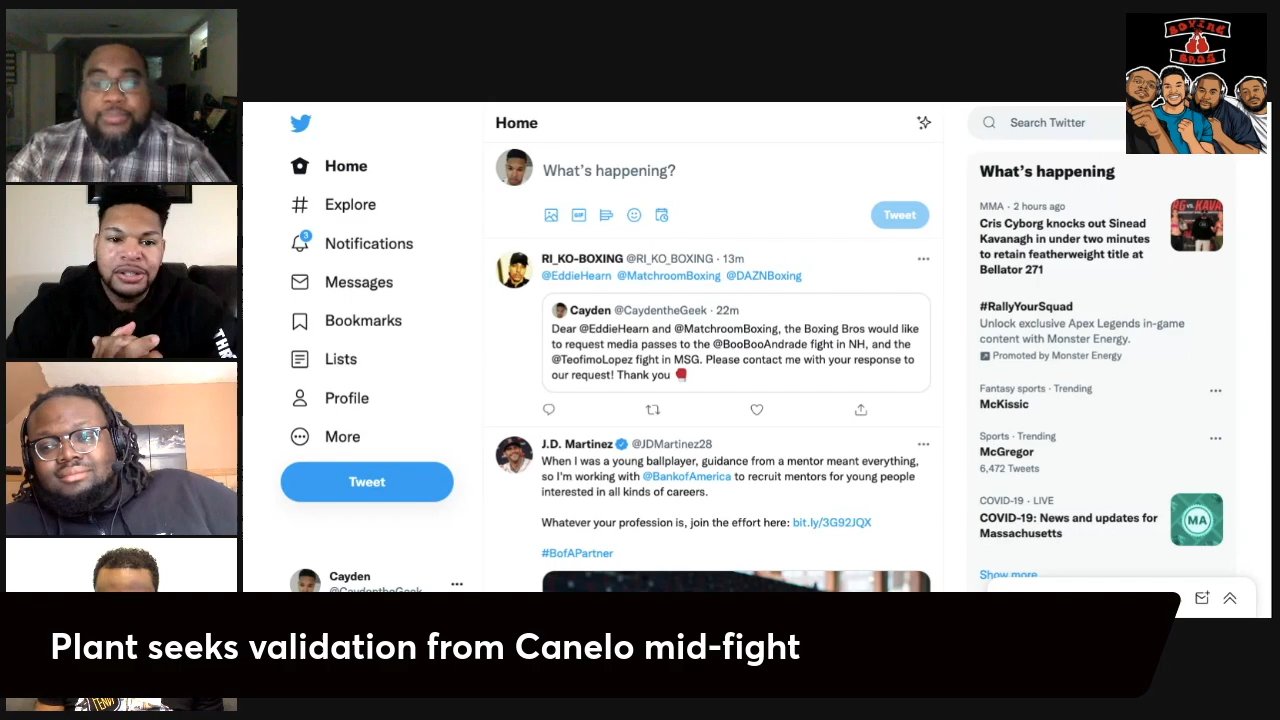 BOXING
BROS
Home
Search Twitter
Home
What's happening?
What's happening
Explore
MMA · 2 hours ago
Cris Cyborg knocks out Sinead
Kavanagh in under two minutes
to retain featherweight title at
Bellator 271
GIF
Tweet
3
Notifications
RI_KO-BOXING @RI_KO_BOXING · 13m
@EddieHearn @MatchroomBoxing @DAZNBoxing
Messages
Cayden @CaydentheGeek · 22m
Dear @EddieHearn and @MatchroomBoxing, the Boxing Bros would like
to request media passes to the @BooBooAndrade fight in NH, and the
@TeofimoLopez fight in MSG. Please contact me with your response to
our request! Thank you
#RallyYourSquad
Unlock exclusive Apex Legends in-game
content with Monster Energy.
Promoted by Monster Energy
Bookmarks
Lists
Fantasy sports · Trending
McKissic
Profile
More
J.D. Martinez @JDMartinez28
When I was a young ballplayer, guidance from a mentor meant everything,
so I'm working with @BankofAmerica to recruit mentors for young people
interested in all kinds of careers.
Whatever your profession is, join the effort here: bit.ly/3G92JQX
#BofAPartner
Sports · Trending
McGregor
6,472 Tweets
Tweet
COVID-19 · LIVE
COVID-19: News and updates for
Massachusetts
MA
Show more
Cayden
@CaydentheGeek
Plant seeks validation from Canelo mid-fight